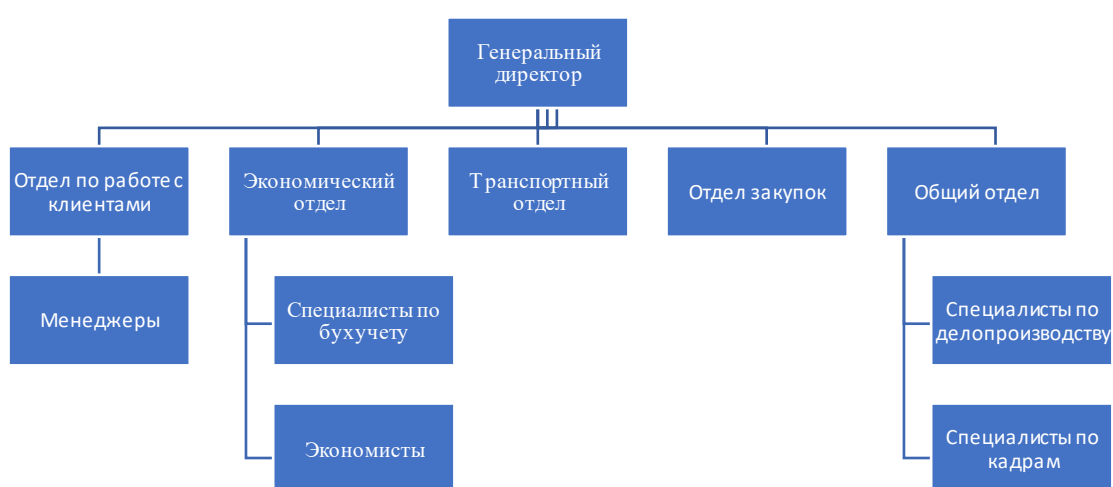 Генеральный
директор
Отдел по работе с
клиентами
Экономический
отдел
Транспортный
отдел
Отдел закупок
Общий отдел
Менеджеры
Специалисты по
бухучету
Специалисты по
делопроизводству
Экономисты
Специалисты по
кадрам